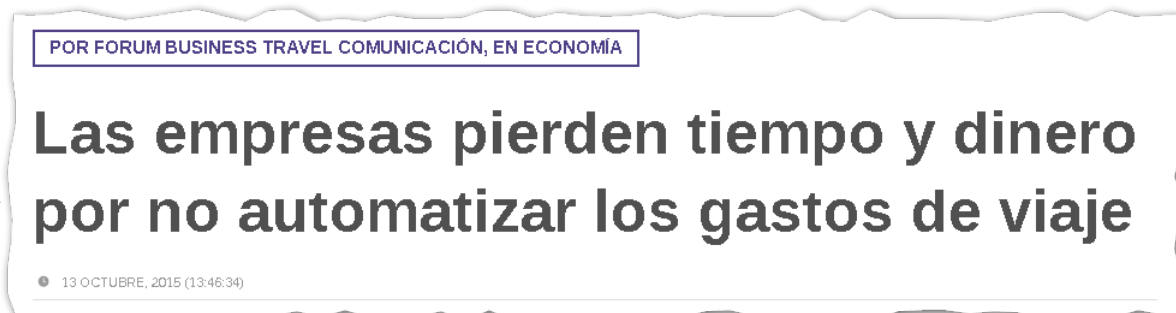 POR FORUM BUSINESS TRAVEL COMUNICACIÓN, EN ECONOMÍA
Las empresas pierden tiempo y dinero
por no automatizar los gastos de viaje
13 OCTUBRE, 2015 (13:46:34)